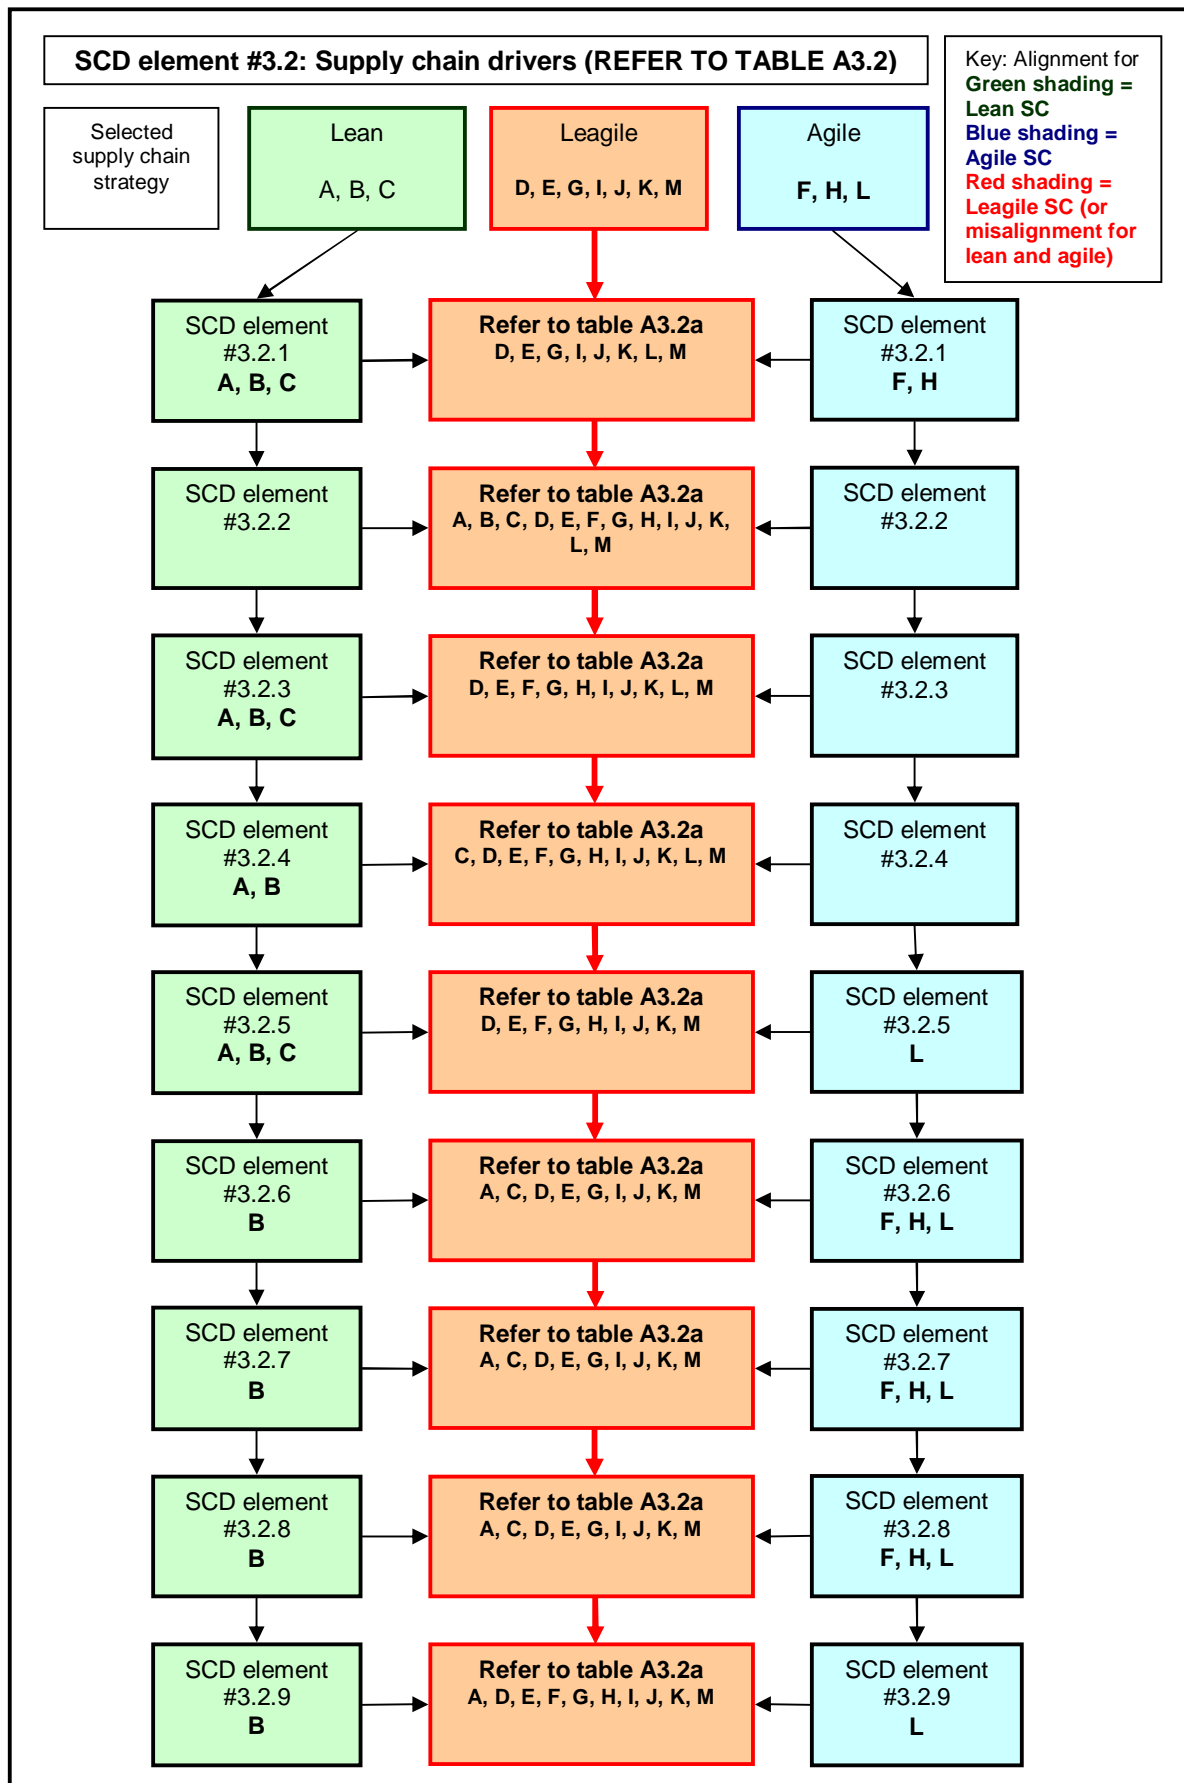 SCD element #3.2: Supply chain drivers (REFER TO TABLE A3.2)
Key: Alignment for
Green shading =
Lean SC
Blue shading =
Agile SC
Red shading =
Leagile SC (or
misalignment for
lean and agile)
Selected
supply chain
strategy
Lean
A, B, C
Leagile
D, E, G, I, J, K, M
Agile
F, H, L
SCD element
#3.2.1
A, B, C
Refer to table A3.2a
D, E, G, I, J, K, L, M
SCD element
#3.2.1
F, H
SCD element
#3.2.2
Refer to table A3.2a
A, B, C, D, E, F, G, H, I, J, K,
L, M
SCD element
#3.2.2
SCD element
#3.2.3
A, B, C
Refer to table A3.2a
D, E, F, G, H, I, J, K, L, M
SCD element
#3.2.3
SCD element
#3.2.4
A, B
Refer to table A3.2a
C, D, E, F, G, H, I, J, K, L, M
SCD element
#3.2.4
SCD element
#3.2.5
A, B, C
Refer to table A3.2a
D, E, F, G, H, I, J, K, M
SCD element
#3.2.5
L
SCD element
#3.2.6
B
Refer to table A3.2a
A, C, D, E, G, I, J, K, M
SCD element
#3.2.6
F, H, L
SCD element
#3.2.7
B
Refer to table A3.2a
A, C, D, E, G, I, J, K, M
SCD element
#3.2.7
F, H, L
SCD element
#3.2.8
B
Refer to table A3.2a
A, C, D, E, G, I, J, K, M
SCD element
#3.2.8
F, H, L
SCD element
#3.2.9
B
Refer to table A3.2a
A, D, E, F, G, H, I, J, K, M
SCD element
#3.2.9
L